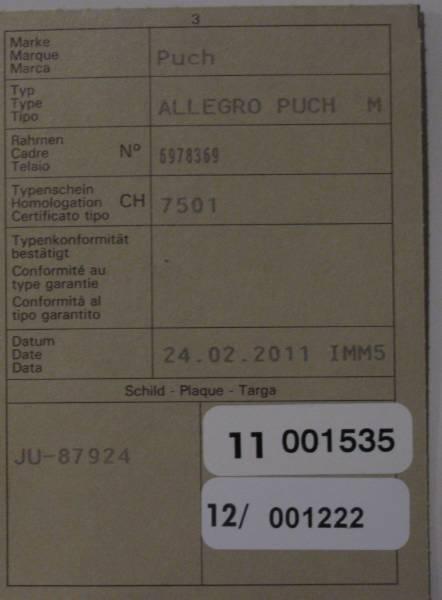 3
Marke
Marque
Marca
Puch
Typ
Type
Tipo
ALLEGRO PUCH M
Rahmen
Cadre
Telaio
Nº
6978369
Typenschein
Homologation
Certificato tipo
CH
7501
Typenkonformität
bestätigt
Conformité au
type garantie
Conformità al
tipo garantito
Datum
Date
Data
24.02.2011 IMM5
Schild - Plaque - Targa
JU-87924
11 001535
12/ 001222